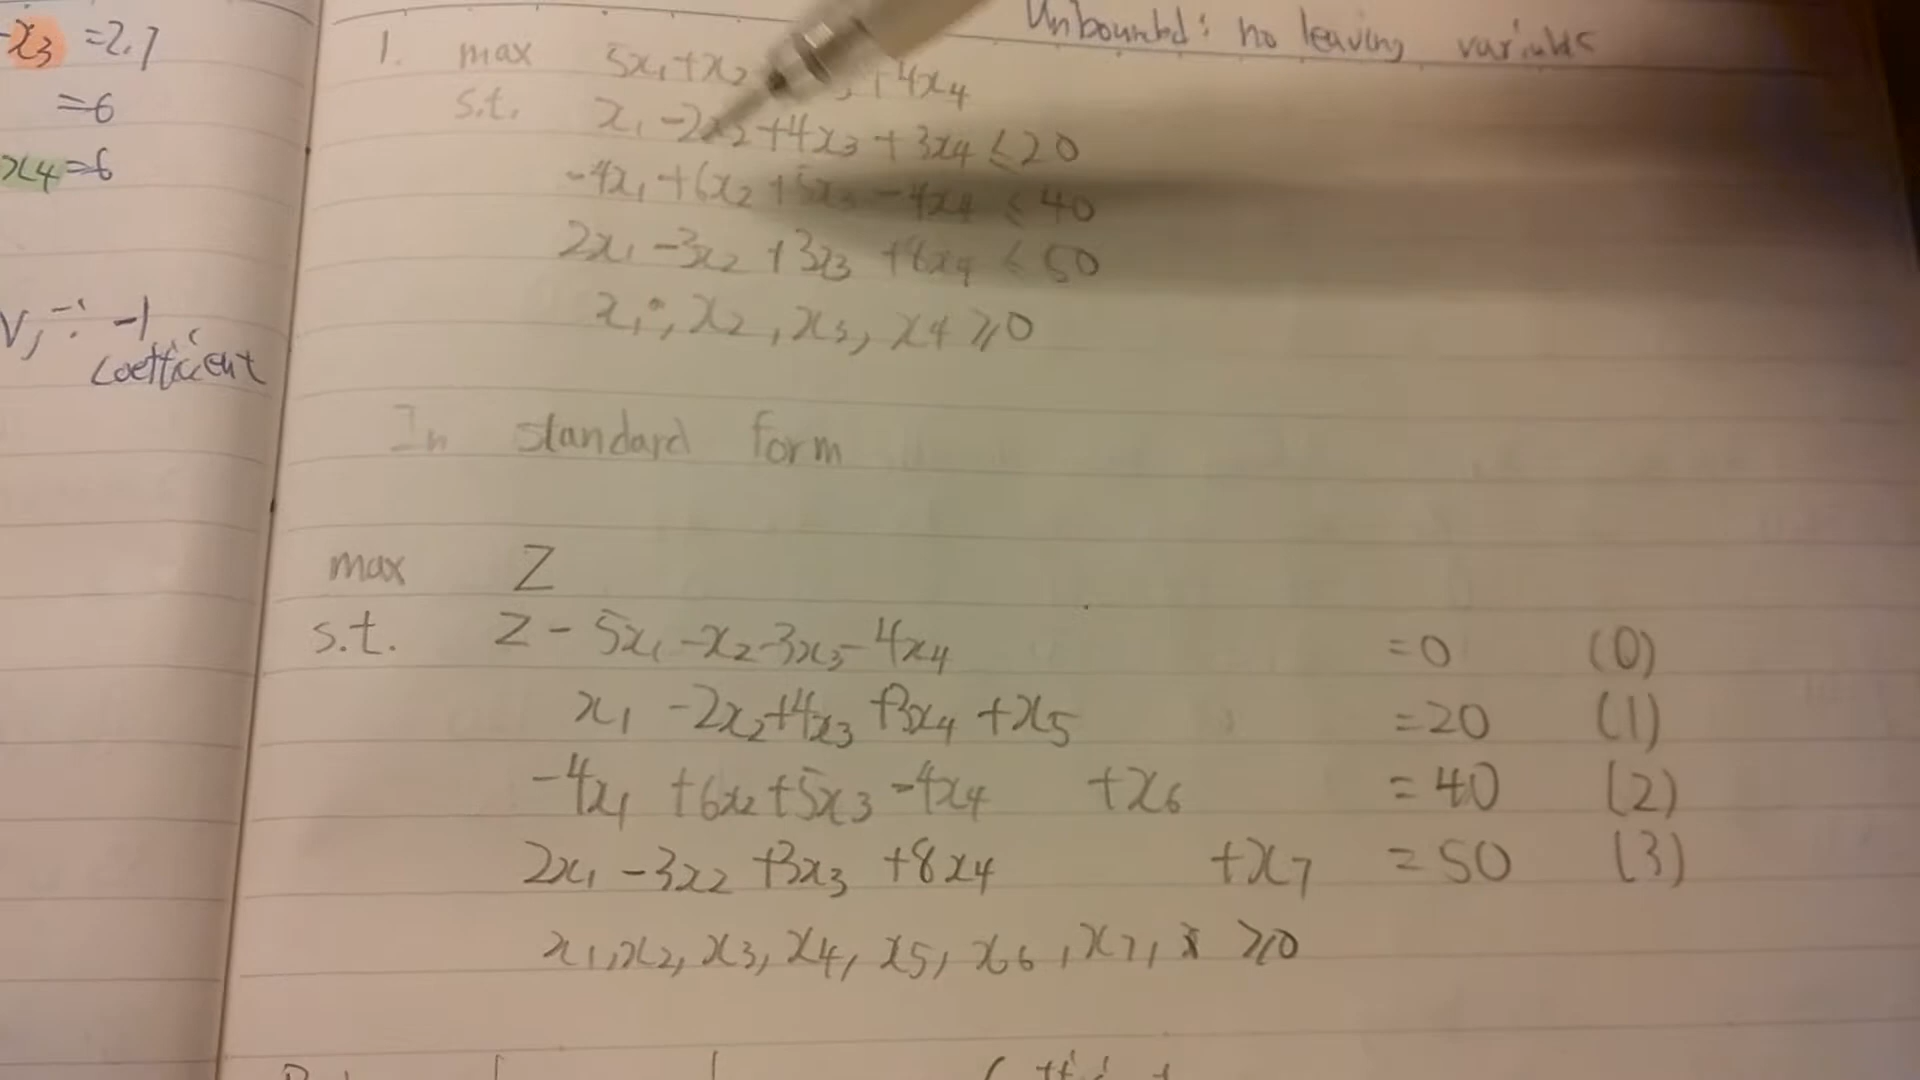 -x3 = 2.7
= 6
x4 = 6
V, ∵ -1
coefficient
Unbounded: no leaving variables
1. max 5x1 + x2 + 4x4
s.t. x1 - 2x2 + 4x3 + 3x4 ≤ 20
-4x1 + 6x2 + 5x3 - 4x4 ≤ 40
2x1 - 3x2 + 3x3 + 8x4 ≤ 50
x1, x2, x3, x4 ≥ 0
In standard form
max Z
s.t. Z - 5x1 - x2 - 3x3 - 4x4 = 0 (0)
x1 - 2x2 + 4x3 + 3x4 + x5 = 20 (1)
-4x1 + 6x2 + 5x3 - 4x4 + x6 = 40 (2)
2x1 - 3x2 + 3x3 + 8x4 + x7 = 50 (3)
x1, x2, x3, x4, x5, x6, x7, ≥ 0